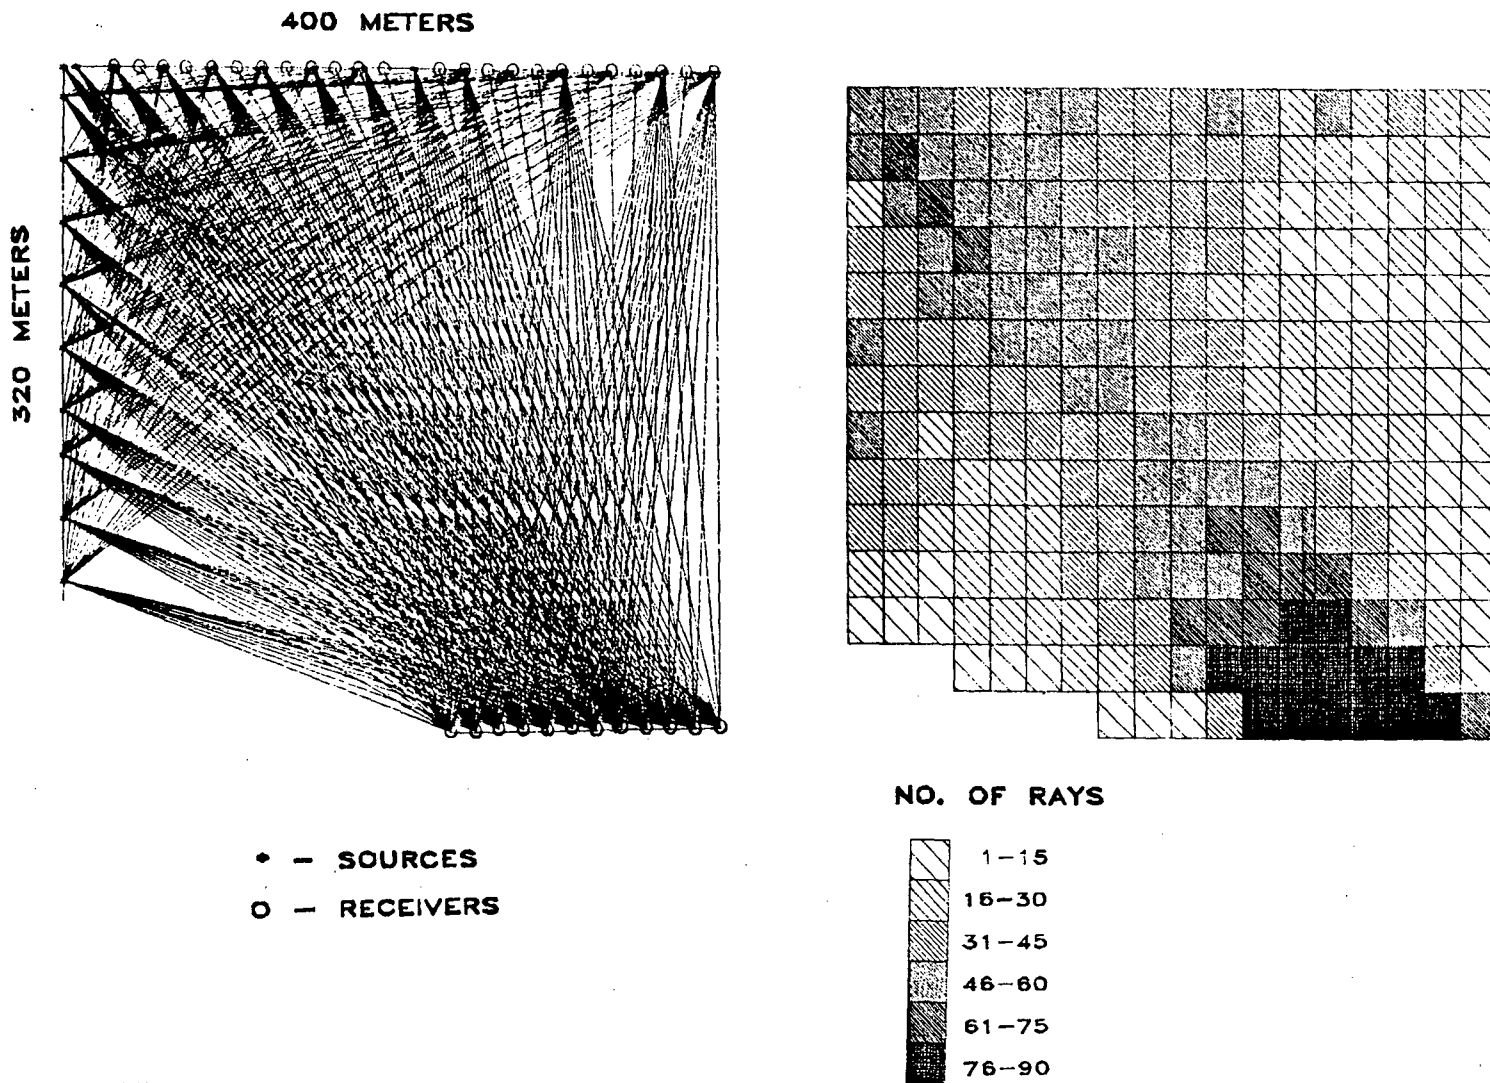 400 METERS
320 METERS
• – SOURCES
O – RECEIVERS
NO. OF RAYS
1–15
16–30
31–45
46–60
61–75
76–90